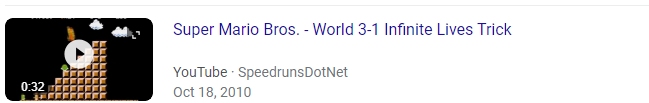 Super Mario Bros. - World 3-1 Infinite Lives Trick
0:32
YouTube · SpeedrunsDotNet
Oct 18, 2010